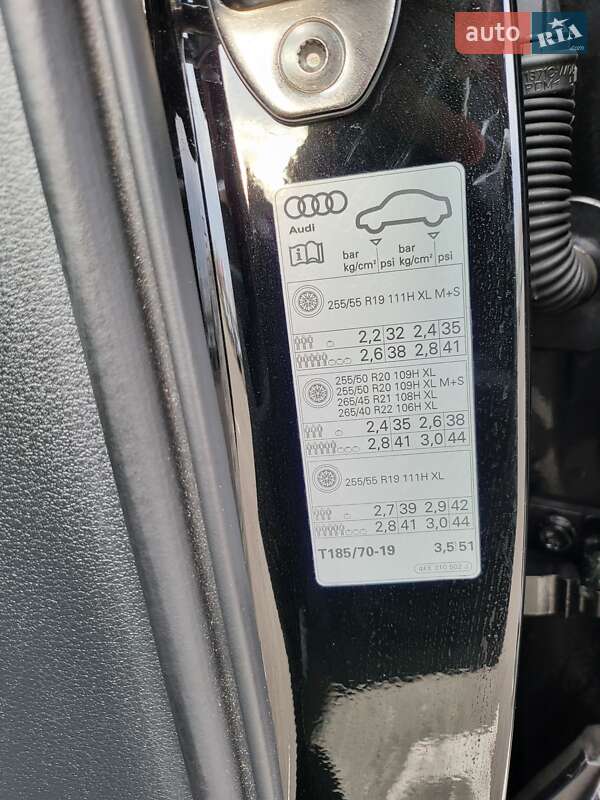 auto RIA
.com
Audi
bar bar
kg/cm² psi kg/cm² psi
255/55 R19 111H XL M+S
2,2 32 2,4 35
2,6 38 2,8 41
255/50 R20 109H XL
255/50 R20 109H XL M+S
265/45 R21 108H XL
265/40 R22 106H XL
2,4 35 2,6 38
2,8 41 3,0 44
255/55 R19 111H XL
2,7 39 2,9 42
2,8 41 3,0 44
T185/70-19 3,5 51